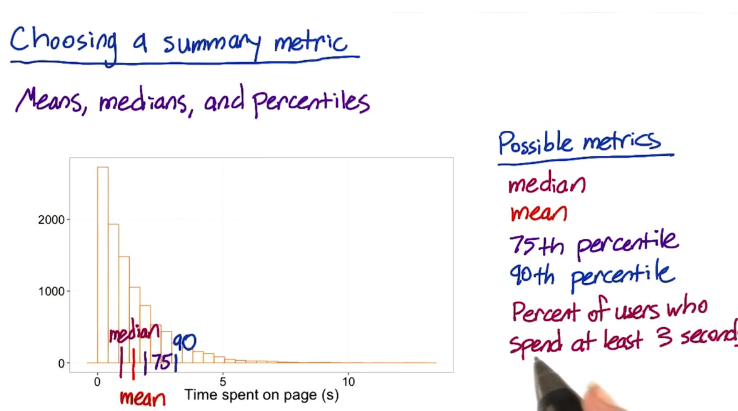 Choosing a summary metric
Means, medians, and percentiles
Possible metrics
median
mean
75th percentile
90th percentile
Percent of users who
spend at least 3 second
2000
1000
0
median
75
90
0
5
10
mean
Time spent on page (s)